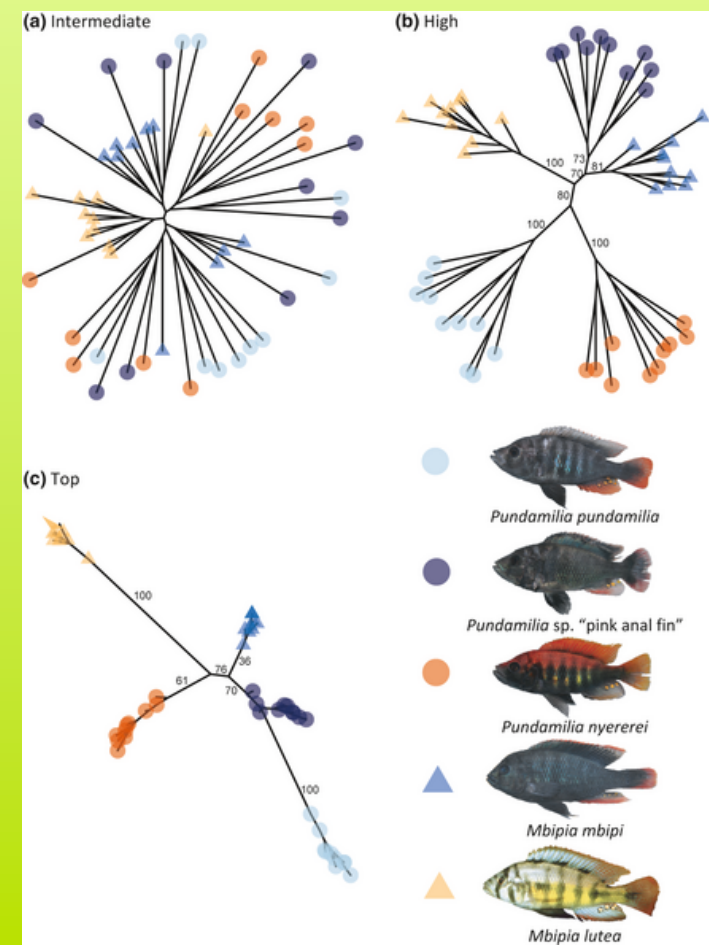 (a) Intermediate
(b) High
100
73
70
81
80
100
100
(c) Top
100
76
36
61
70
100
Pundamilia pundamilia
Pundamilia sp. “pink anal fin”
Pundamilia nyererei
Mbipia mbipi
Mbipia lutea